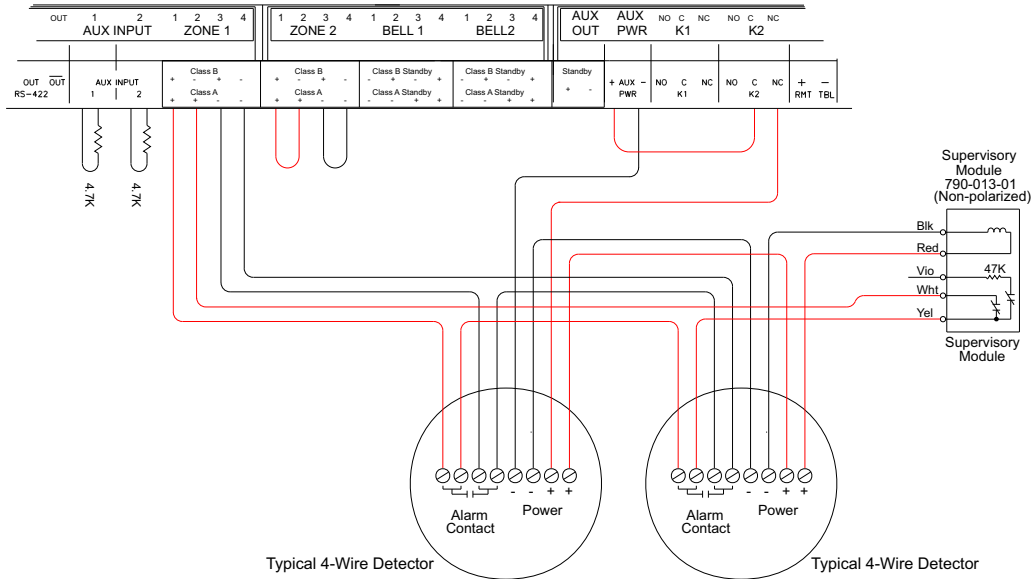 OUT 1 2 1 2 3 4 1 2 3 4 1 2 3 4 1 2 3 4 AUX AUX NO C NC NO C NC
AUX INPUT ZONE 1 ZONE 2 BELL 1 BELL2 OUT PWR K1 K2
Class B Class B Class B Standby Class B Standby Standby
+ - + - + - + - - + - + - + - +
OUT OUT AUX INPUT + - + AUX - NO C NC NO C NC + -
RS-422 1 2 Class A Class A Class A Standby Class A Standby PWR K1 K2 RMT TBL
+ + - - + + - - - - + + - - + +
4.7K 4.7K
Supervisory
Module
790-013-01
(Non-polarized)
Blk
Red
Vio 47K
Wht
Yel
Supervisory
Module
- - + + - - + +
Alarm
Contact
Power
Alarm
Contact
Power
Typical 4-Wire Detector Typical 4-Wire Detector